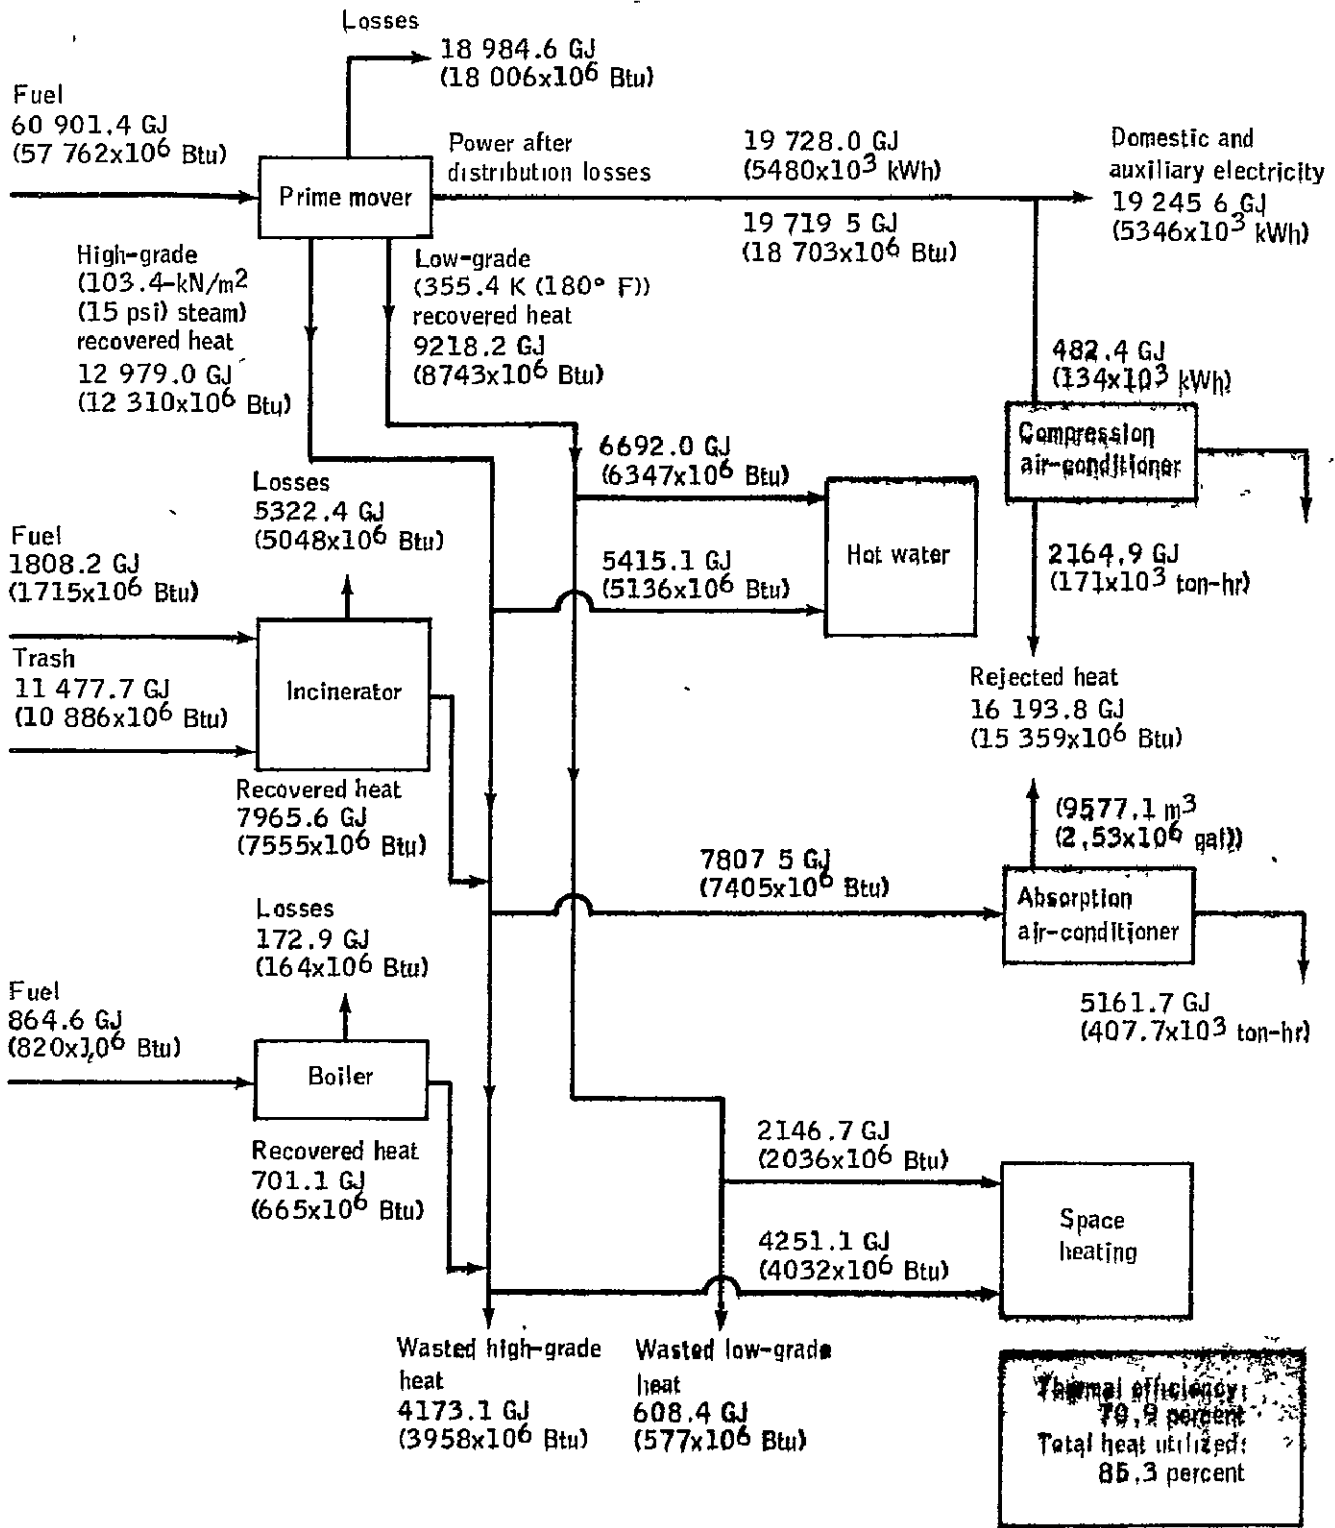 Losses
18 984.6 GJ
(18 006x10⁶ Btu)
Fuel
60 901.4 GJ
(57 762x10⁶ Btu)
Prime mover
Power after
distribution losses
19 728.0 GJ
(5480x10³ kWh)
19 719 5 GJ
(18 703x10⁶ Btu)
Domestic and
auxiliary electricity
19 245 6 GJ
(5346x10³ kWh)
High-grade
(103.4-kN/m²
(15 psi) steam)
recovered heat
12 979.0 GJ
(12 310x10⁶ Btu)
Low-grade
(355.4 K (180° F))
recovered heat
9218.2 GJ
(8743x10⁶ Btu)
482.4 GJ
(134x10³ kWh)
Compression
air-conditioner
6692.0 GJ
(6347x10⁶ Btu)
Losses
5322.4 GJ
(5048x10⁶ Btu)
Fuel
1808.2 GJ
(1715x10⁶ Btu)
Hot water
5415.1 GJ
(5136x10⁶ Btu)
2164.9 GJ
(171x10³ ton-hr)
Trash
11 477.7 GJ
(10 886x10⁶ Btu)
Incinerator
Rejected heat
16 193.8 GJ
(15 359x10⁶ Btu)
Recovered heat
7965.6 GJ
(7555x10⁶ Btu)
(9577.1 m³
(2.53x10⁶ gal))
7807 5 GJ
(7405x10⁶ Btu)
Absorption
air-conditioner
Losses
172.9 GJ
(164x10⁶ Btu)
Fuel
864.6 GJ
(820x10⁶ Btu)
5161.7 GJ
(407.7x10³ ton-hr)
Boiler
Recovered heat
701.1 GJ
(665x10⁶ Btu)
2146.7 GJ
(2036x10⁶ Btu)
Space
heating
4251.1 GJ
(4032x10⁶ Btu)
Wasted high-grade
heat
4173.1 GJ
(3958x10⁶ Btu)
Wasted low-grade
heat
608.4 GJ
(577x10⁶ Btu)
Thermal efficiency:
70.9 percent
Total heat utilized:
85.3 percent